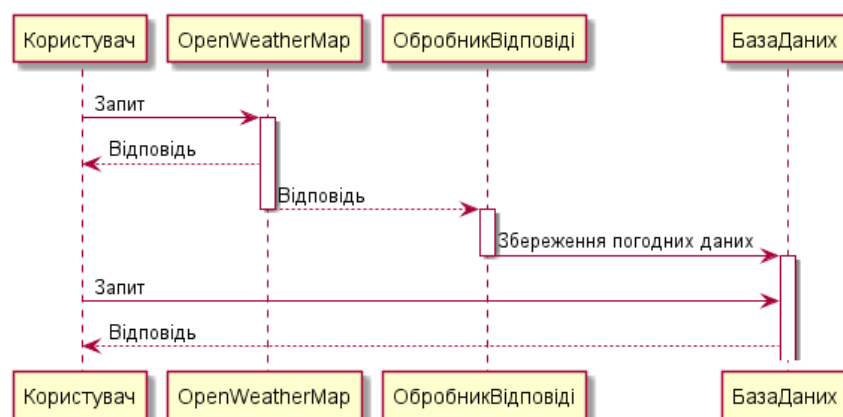 Користувач OpenWeatherMap ОбробникВідповіді БазаДаних
Запит
Відповідь
Відповідь
Збереження погодних даних
Запит
Відповідь
Користувач OpenWeatherMap ОбробникВідповіді БазаДаних